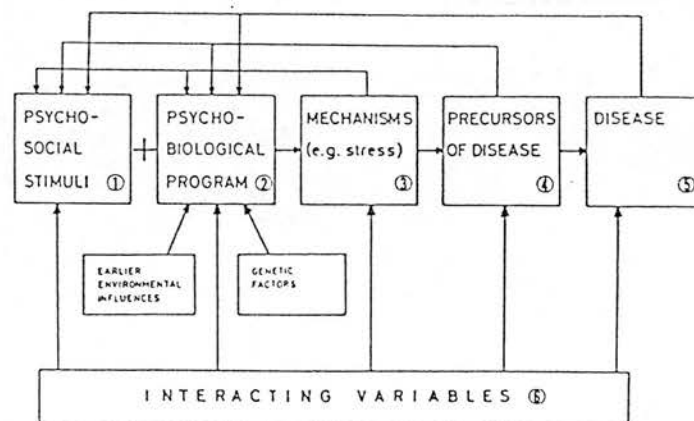 PSYCHO-
SOCIAL
STIMULI ①
PSYCHO-
BIOLOGICAL
PROGRAM ②
MECHANISMS
(e.g. stress)
③
PRECURSORS
OF DISEASE
④
DISEASE
⑤
EARLIER
ENVIRONMENTAL
INFLUENCES
GENETIC
FACTORS
INTERACTING VARIABLES ⑥